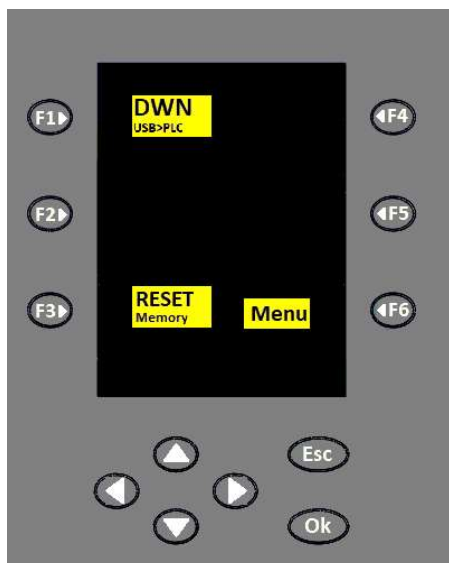 F1
DWN
F4
USB>PLC
F2
F5
F3
RESET
Memory
Menu
F6
Esc
Ok